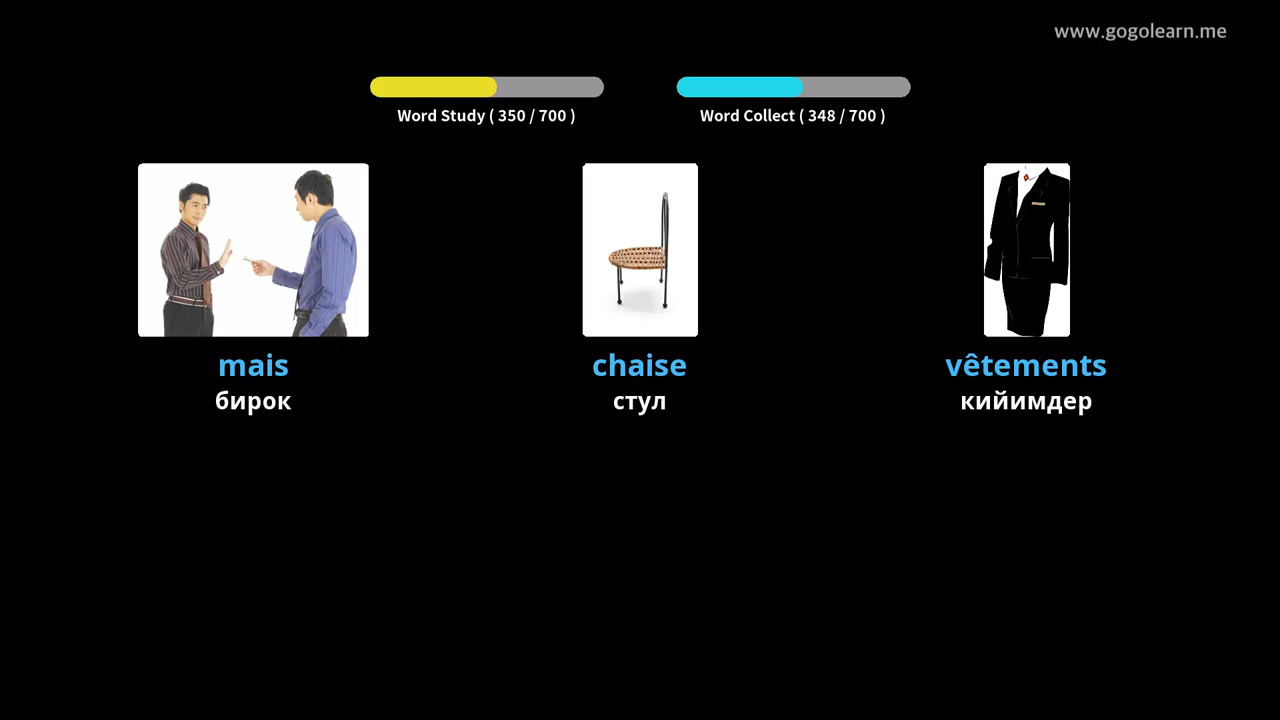 www.gogolearn.me
Word Study ( 350 / 700 )
Word Collect ( 348 / 700 )
mais
бирок
chaise
стул
vêtements
кийимдер